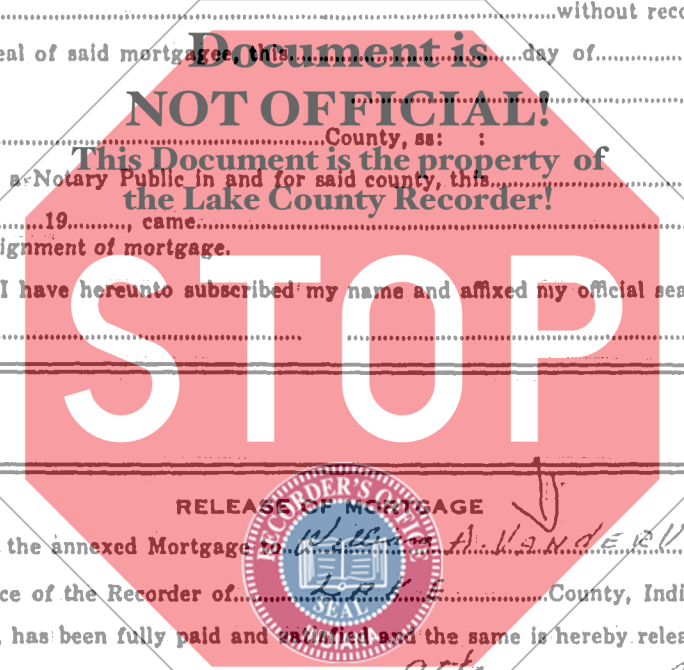 without reco
eal of said mortgagee, this day of
Document is
NOT OFFICIAL!
County, ss: :
This Document is the property of
a Notary Public in and for said county, this
the Lake County Recorder!
19, came
ignment of mortgage.
I have hereunto subscribed my name and affixed my official sea
STOP
RELEASE OF MORTGAGE
the annexed Mortgage to A. VANDERV
ce of the Recorder of LAKE County, Indi
, has been fully paid and satisfied and the same is hereby relea
RECORDER'S OFFICE
SEAL
INDIANA